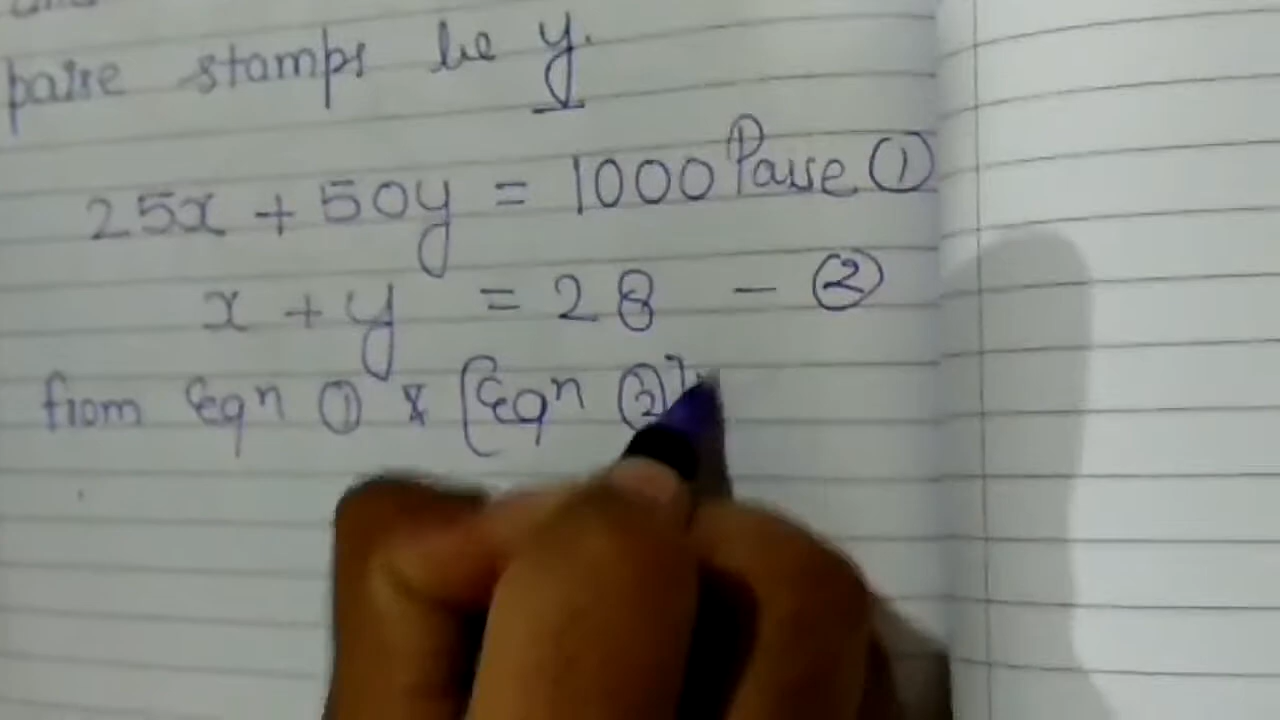 paise stamps be y.
25x + 50y = 1000 Paise ①
x + y = 28 - ②
from Eqn ① & [Eqn ②]